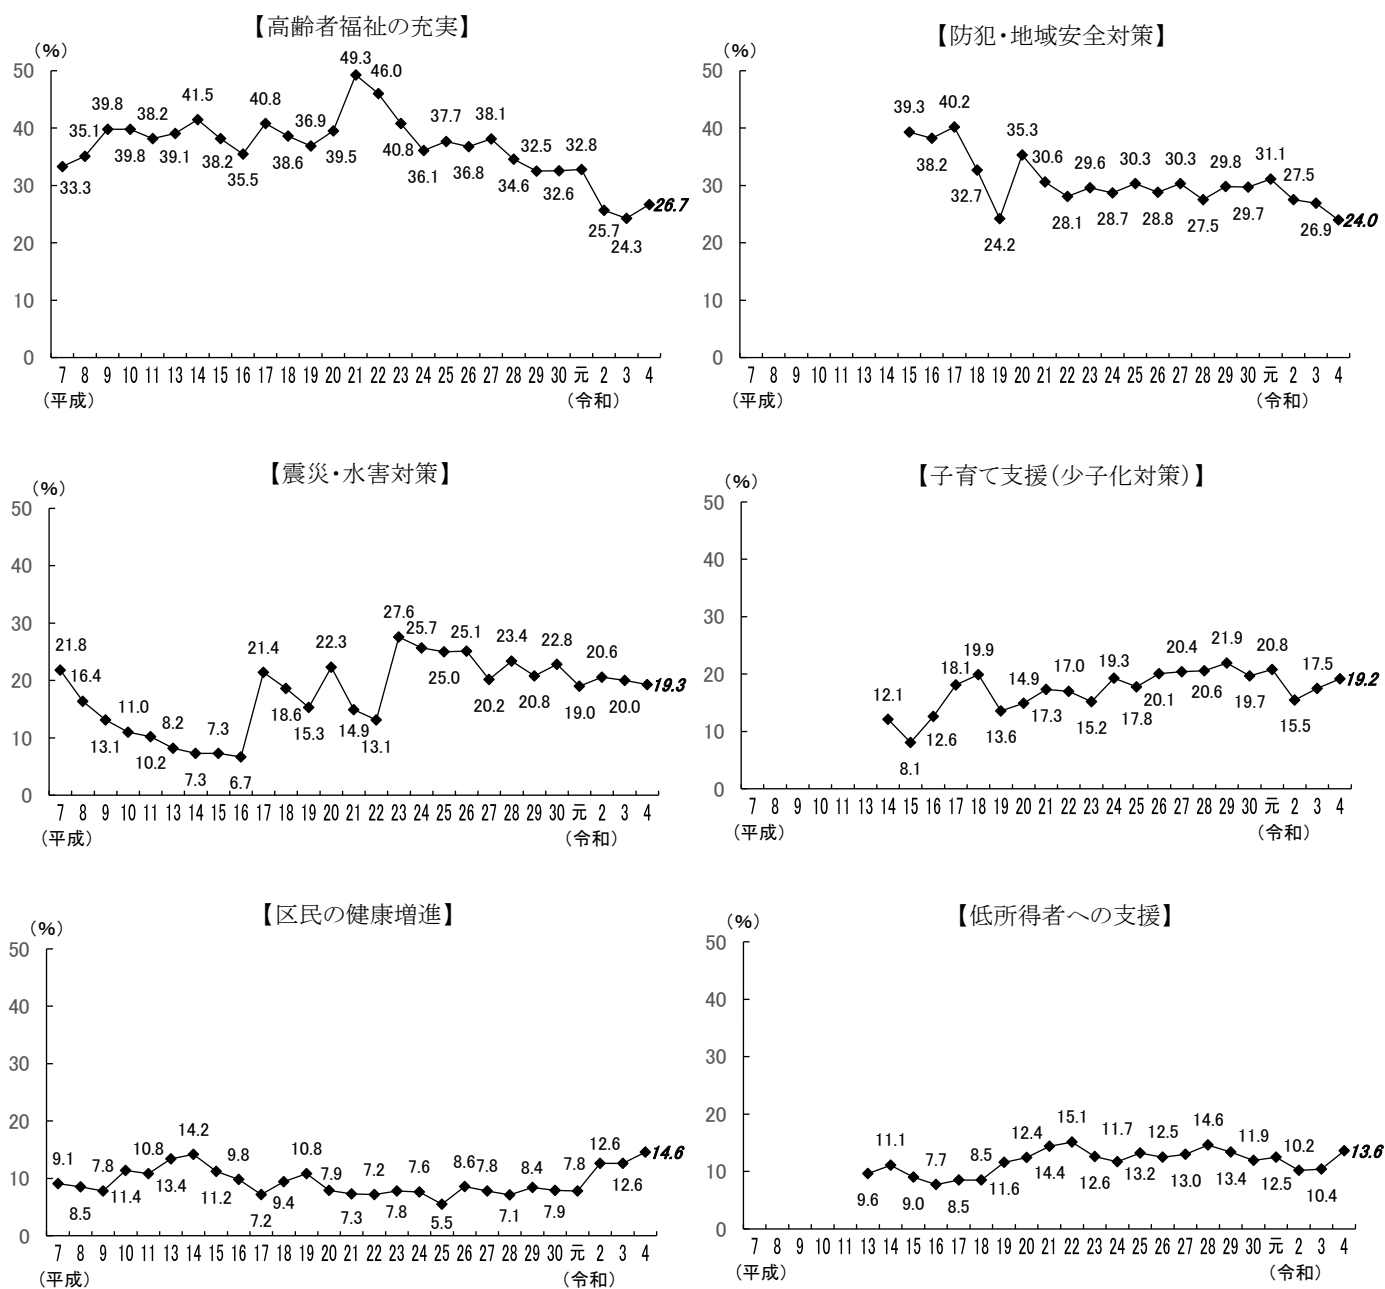 【高齢者福祉の充実】
（％）
50
40
30
20
10
0
49.3
46.0
39.8 41.5 40.8
35.1 38.2 36.9 37.7 38.1
32.5 32.8
39.8 39.1 38.2 38.6 39.5 40.8
33.3 35.5 36.1 36.8 34.6 32.6
26.7
25.7
24.3
7 8 9 10 11 13 14 15 16 17 18 19 20 21 22 23 24 25 26 27 28 29 30 元 2 3 4
（平成） （令和）
【防犯・地域安全対策】
（％）
50
40
30
20
10
0
39.3 40.2
35.3
30.6 29.6 30.3 30.3 29.8 31.1
27.5
38.2
32.7
24.2
28.1 28.7 28.8 27.5 29.7
26.9
24.0
7 8 9 10 11 13 14 15 16 17 18 19 20 21 22 23 24 25 26 27 28 29 30 元 2 3 4
（平成） （令和）
【震災・水害対策】
（％）
50
40
30
20
10
0
27.6
25.7 25.1 23.4 22.8
21.8 21.4 22.3 20.6
16.4
11.0
8.2 7.3
25.0
18.6 20.2 20.8 19.0 20.0
19.3
15.3 14.9
13.1 13.1
10.2
7.3 6.7
7 8 9 10 11 13 14 15 16 17 18 19 20 21 22 23 24 25 26 27 28 29 30 元 2 3 4
（平成） （令和）
【子育て支援（少子化対策）】
（％）
50
40
30
20
10
0
12.1 18.1 19.9 14.9 17.0 19.3 20.4 21.9 20.8 17.5
19.2
8.1 12.6 13.6 17.3 15.2 17.8 20.1 20.6 19.7 15.5
7 8 9 10 11 13 14 15 16 17 18 19 20 21 22 23 24 25 26 27 28 29 30 元 2 3 4
（平成） （令和）
【区民の健康増進】
（％）
50
40
30
20
10
0
9.1 7.8 10.8 14.2 9.8 10.8 7.9 7.2 7.6 8.6 7.8 8.4 7.8 12.6
14.6
8.5 11.4 13.4 11.2 7.2 9.4 7.3 7.8 5.5 7.1 7.9 12.6
7 8 9 10 11 13 14 15 16 17 18 19 20 21 22 23 24 25 26 27 28 29 30 元 2 3 4
（平成） （令和）
【低所得者への支援】
（％）
50
40
30
20
10
0
11.1 7.7 8.5 12.4 15.1 11.7 12.5 14.6 11.9 10.2
13.6
9.6 9.0 8.5 11.6 14.4 12.6 13.2 13.0 13.4 12.5 10.4
7 8 9 10 11 13 14 15 16 17 18 19 20 21 22 23 24 25 26 27 28 29 30 元 2 3 4
（平成） （令和）